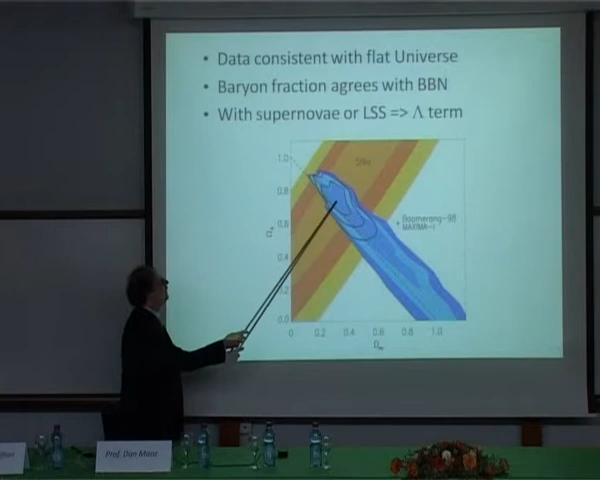 • Data consistent with flat Universe
• Baryon fraction agrees with BBN
• With supernovae or LSS => Λ term
1.0
SNe
0.8
Boomerang-98
MAXIMA-I
0.6
0.4
0.0
0 0.2 0.4 0.6 0.8 1.0
Prof. Dan Maoz